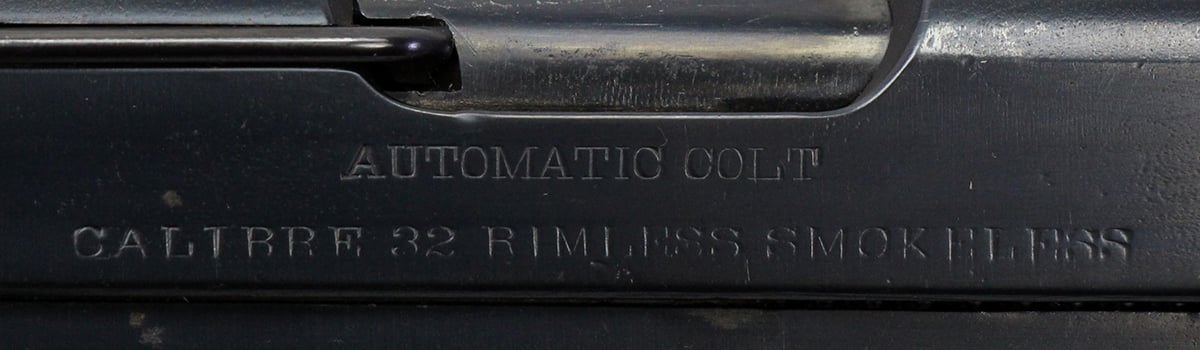 AUTOMATIC COLT
CALIBRE 32 RIMLESS SMOKELESS